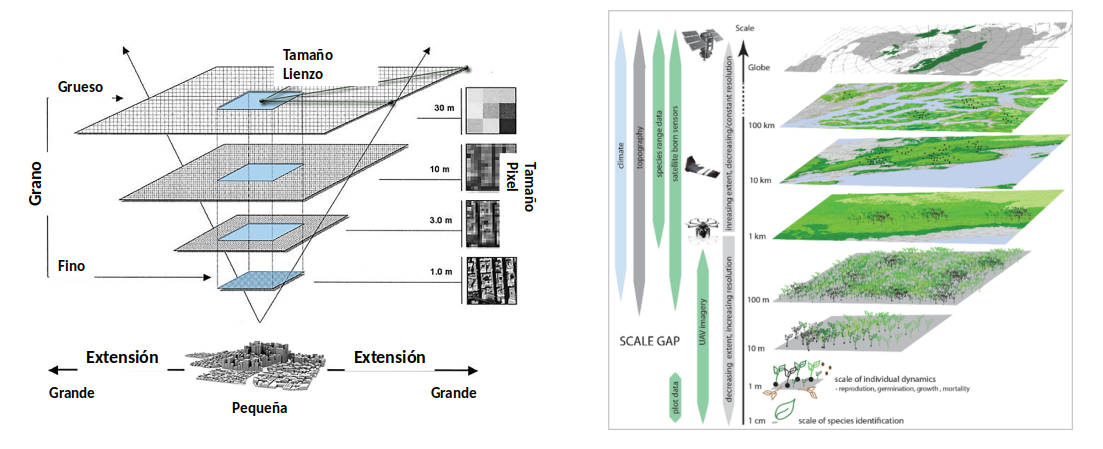 Tamaño
Lienzo
Grueso
30 m
Grano
10 m
Tamaño
Pixel
3.0 m
Fino
1.0 m
Extensión
Extensión
Grande
Grande
Pequeña
Scale
Globe
100 km
10 km
1 km
100 m
10 m
1 m
1 cm
climate
topography
species range data
satellite born sensors
UAV imagery
plot data
inreasing extent, decreasing/constant resolution
decreasing extent, increasing resolution
SCALE GAP
scale of individual dynamics
- reprodution, germination, growth , mortality
scale of species identification